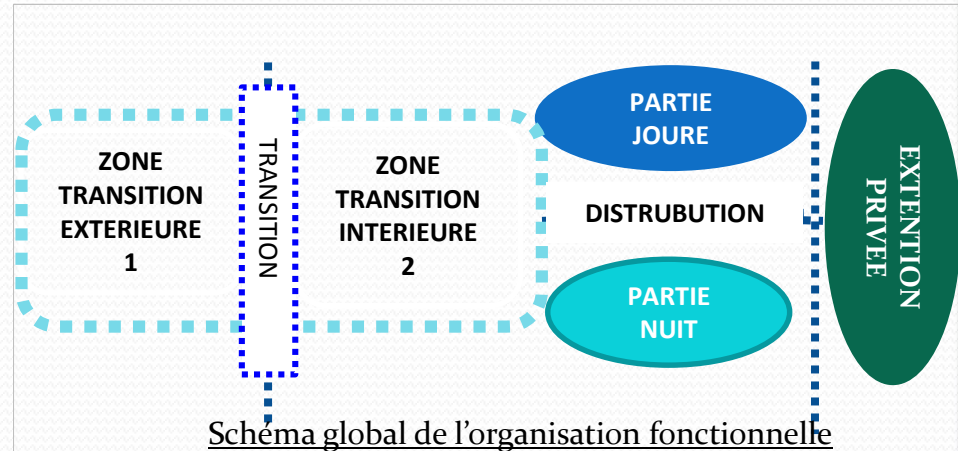 ZONE
TRANSITION
EXTERIEURE
1
TRANSITION
ZONE
TRANSITION
INTERIEURE
2
PARTIE
JOURE
DISTRUBUTION
PARTIE
NUIT
EXTENTION
PRIVEE
Schéma global de l’organisation fonctionnelle